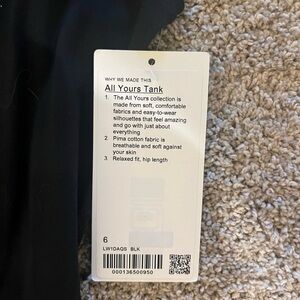 WHY WE MADE THIS
All Yours Tank
1. The All Yours collection is
made from soft, comfortable
fabrics and easy-to-wear
silhouettes that feel amazing
and go with just about
everything
2. Pima cotton fabric is
breathable and soft against
your skin
3. Relaxed fit, hip length
6
LW1DAQS BLK
000136500950